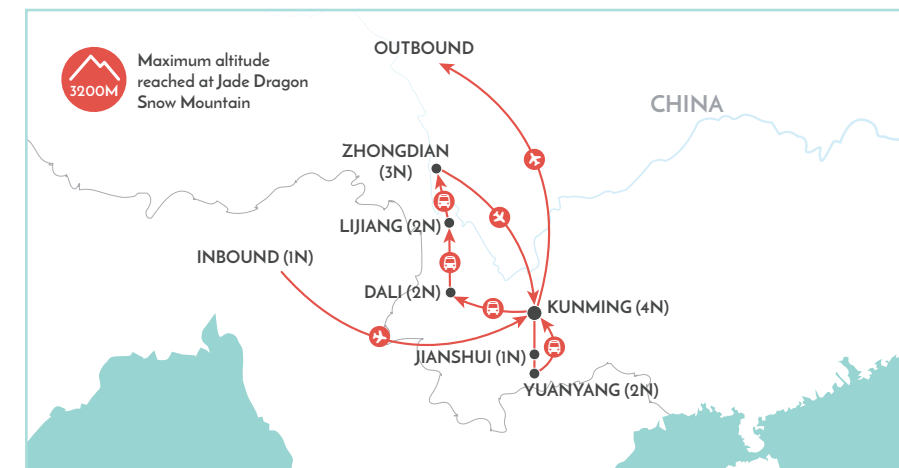 OUTBOUND
3200M
Maximum altitude
reached at Jade Dragon
Snow Mountain
CHINA
ZHONGDIAN
(3N)
LIJIANG (2N)
INBOUND (1N)
DALI (2N)
KUNMING (4N)
JIANSHUI (1N)
YUANYANG (2N)